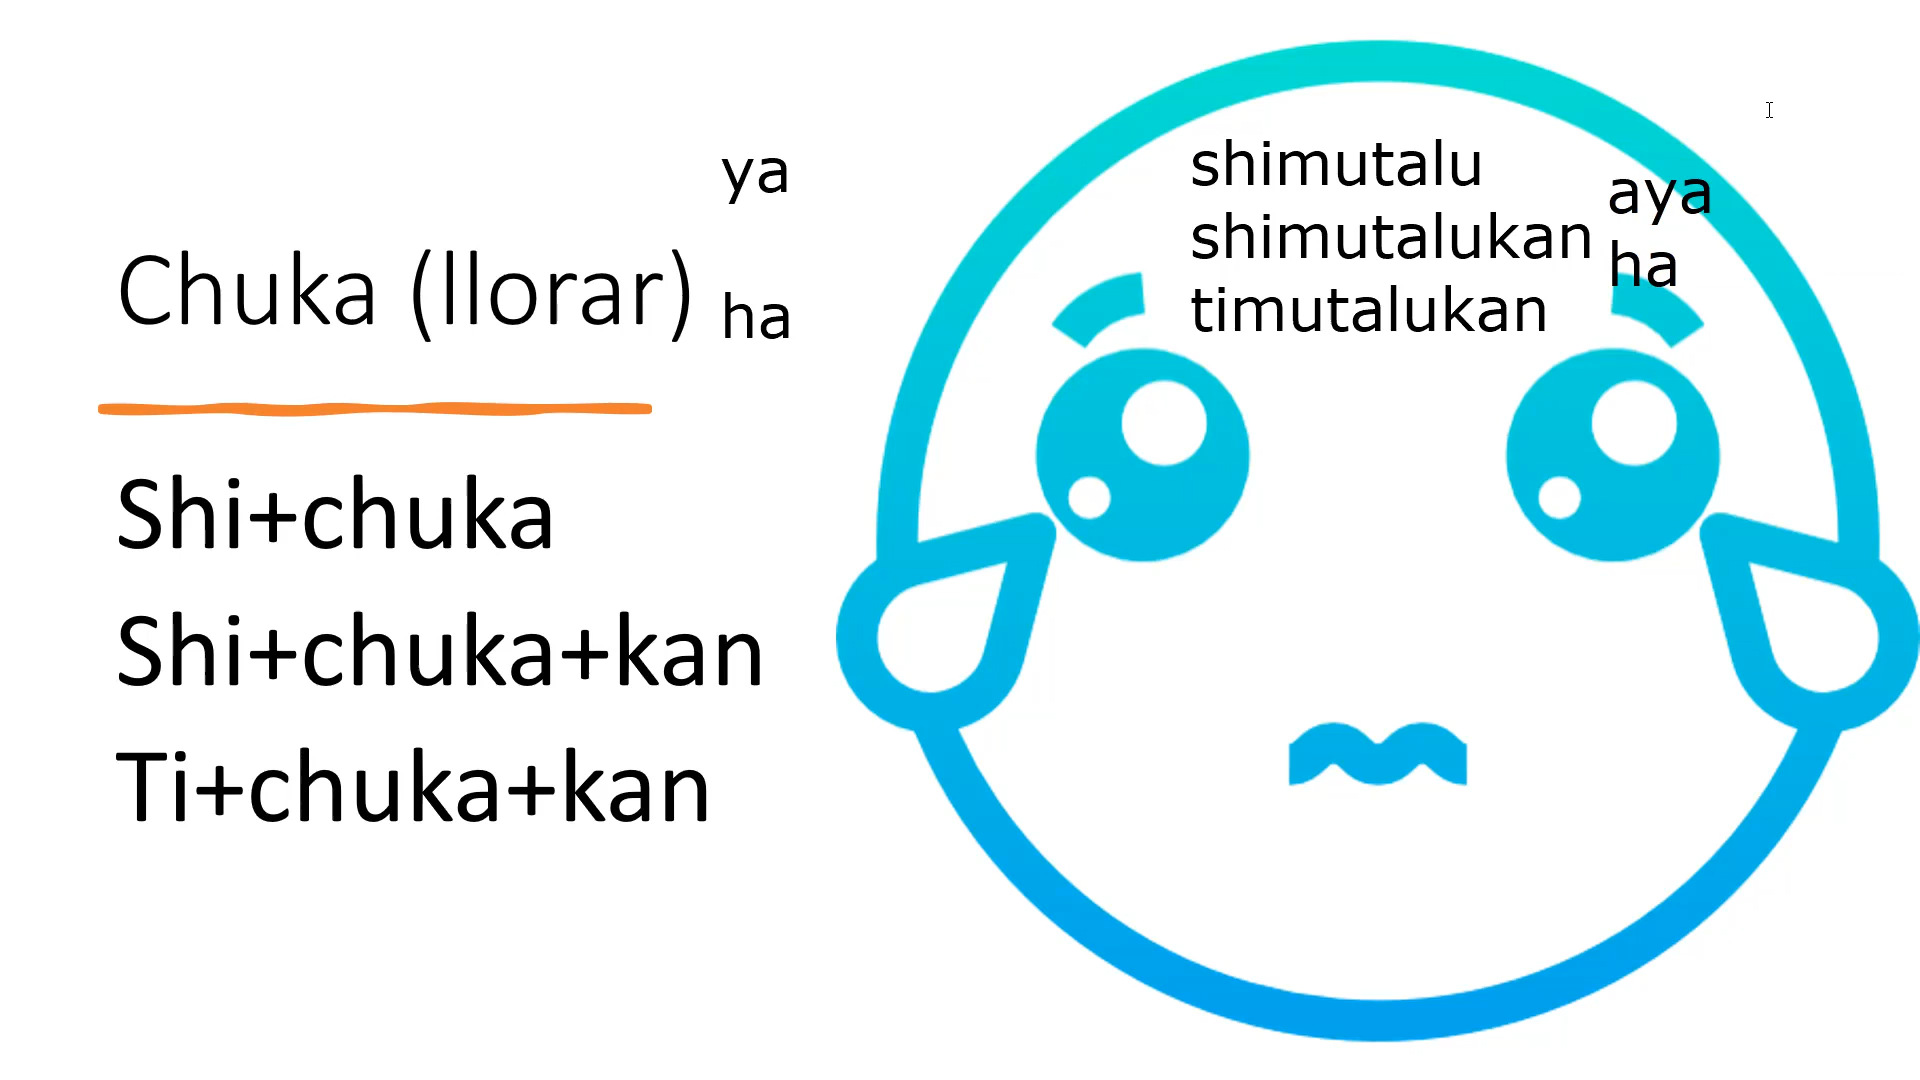 ya
Chuka (llorar)
ha
Shi+chuka
Shi+chuka+kan
Ti+chuka+kan
shimutalu
shimutalukan
timutalukan
aya
ha